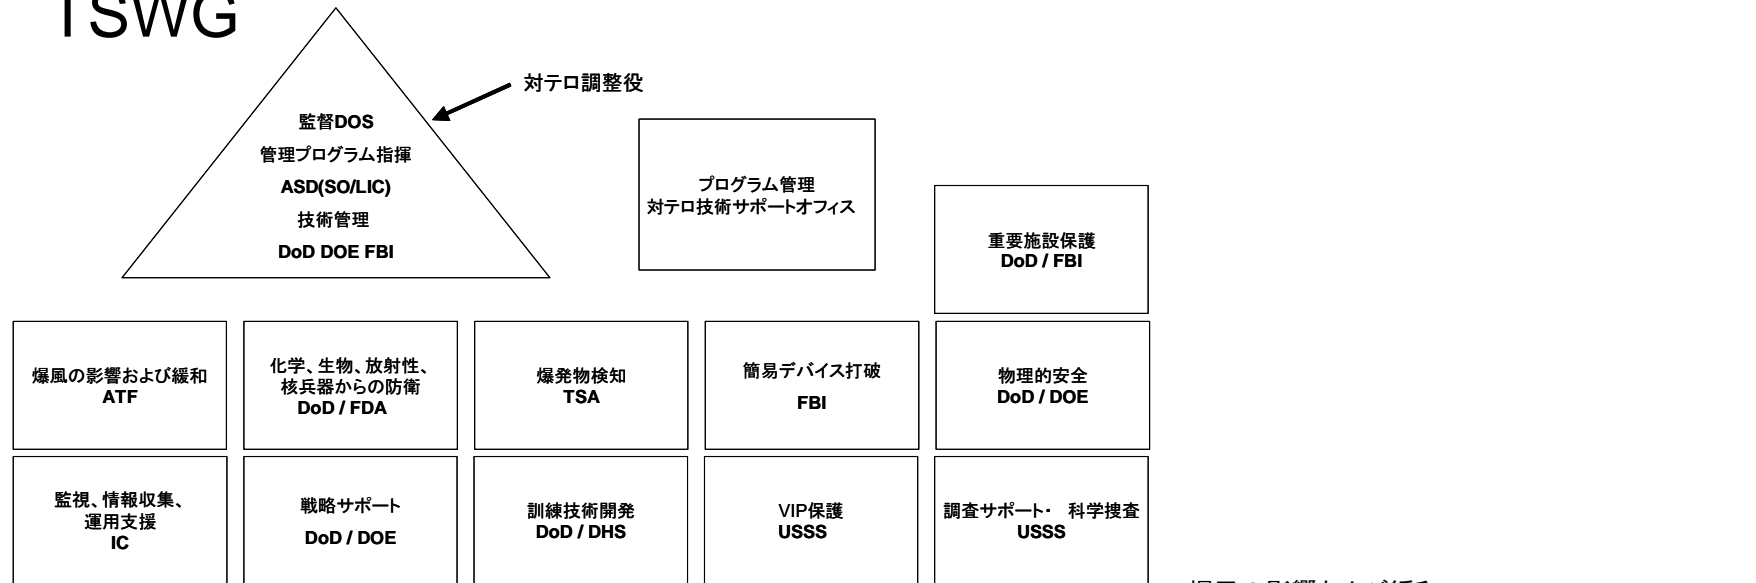 TSWG
対テロ調整役
監督DOS
管理プログラム指揮
ASD(SO/LIC)
技術管理
DoD DOE FBI
プログラム管理
対テロ技術サポートオフィス
重要施設保護
DoD / FBI
爆風の影響および緩和
ATF
化学、生物、放射性、
核兵器からの防衛
DoD / FDA
爆発物検知
TSA
簡易デバイス打破
FBI
物理的安全
DoD / DOE
監視、情報収集、
運用支援
IC
戦略サポート
DoD / DOE
訓練技術開発
DoD / DHS
VIP保護
USSS
調査サポート・ 科学捜査
USSS